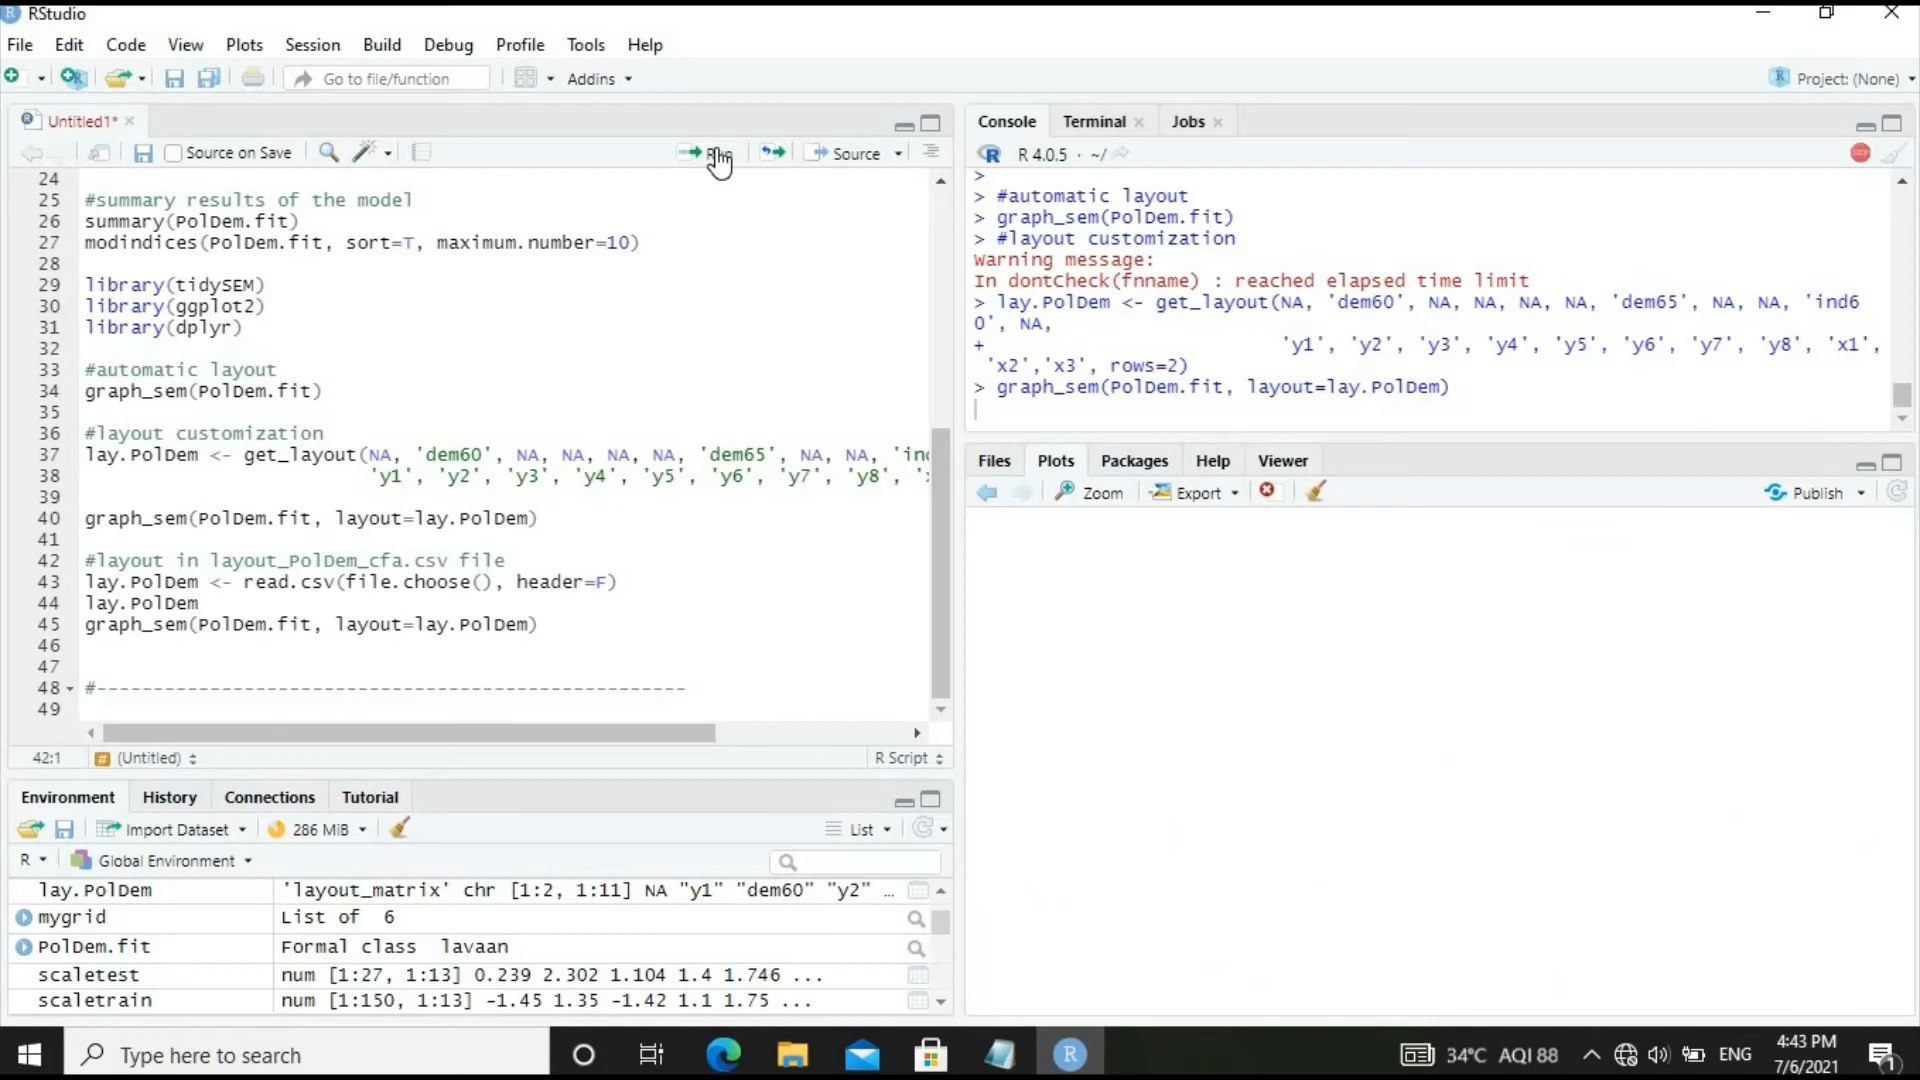 RStudio
File Edit Code View Plots Session Build Debug Profile Tools Help
Go to file/function Addins Project: (None)
Untitled1*
Source on Save Source
24
25 #summary results of the model
26 summary(PolDem.fit)
27 modindices(PolDem.fit, sort=T, maximum.number=10)
28
29 library(tidySEM)
30 library(ggplot2)
31 library(dplyr)
32
33 #automatic layout
34 graph_sem(PolDem.fit)
35
36 #layout customization
37 lay.PolDem <- get_layout(NA, 'dem60', NA, NA, NA, NA, 'dem65', NA, NA, 'ind
38 'y1', 'y2', 'y3', 'y4', 'y5', 'y6', 'y7', 'y8', '
39
40 graph_sem(PolDem.fit, layout=lay.PolDem)
41
42 #layout in layout_PolDem_cfa.csv file
43 lay.PolDem <- read.csv(file.choose(), header=F)
44 lay.PolDem
45 graph_sem(PolDem.fit, layout=lay.PolDem)
46
47
48 #----------------------------------------------------
49
42:1 (Untitled) R Script
Environment History Connections Tutorial
Import Dataset 286 MiB List
R Global Environment
lay.PolDem 'layout_matrix' chr [1:2, 1:11] NA "y1" "dem60" "y2" …
mygrid List of 6
PolDem.fit Formal class lavaan
scaletest num [1:27, 1:13] 0.239 2.302 1.104 1.4 1.746 ...
scaletrain num [1:150, 1:13] -1.45 1.35 -1.42 1.1 1.75 ...
Console Terminal Jobs
R 4.0.5 · ~/
>
> #automatic layout
> graph_sem(PolDem.fit)
> #layout customization
Warning message:
In dontCheck(fnname) : reached elapsed time limit
> lay.PolDem <- get_layout(NA, 'dem60', NA, NA, NA, NA, 'dem65', NA, NA, 'ind6
0', NA,
+ 'y1', 'y2', 'y3', 'y4', 'y5', 'y6', 'y7', 'y8', 'x1',
'x2','x3', rows=2)
> graph_sem(PolDem.fit, layout=lay.PolDem)
Files Plots Packages Help Viewer
Zoom Export Publish
Type here to search
34°C AQI 88 ENG
4:43 PM
7/6/2021
1